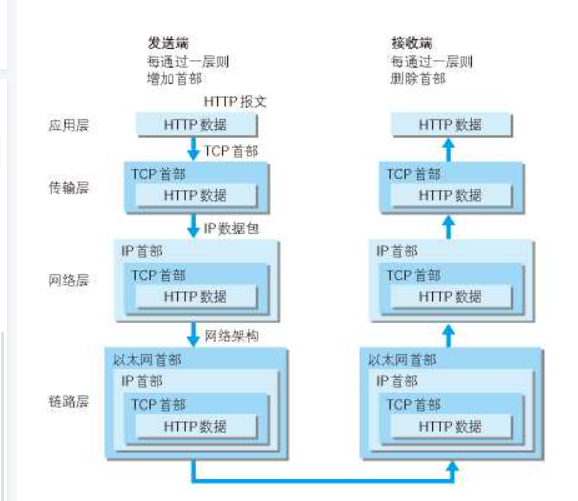 发送端
每通过一层则
增加首部
接收端
每通过一层则
删除首部
HTTP 报文
应用层
HTTP 数据
HTTP 数据
TCP 首部
传输层
TCP 首部
HTTP 数据
TCP 首部
HTTP 数据
IP 数据包
网络层
IP 首部
TCP 首部
HTTP 数据
IP 首部
TCP 首部
HTTP 数据
网络架构
链路层
以太网首部
IP 首部
TCP 首部
HTTP 数据
以太网首部
IP 首部
TCP 首部
HTTP 数据